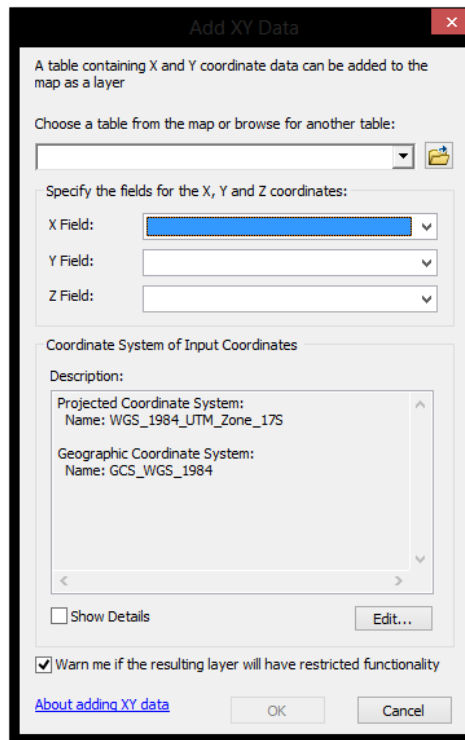 Add XY Data
A table containing X and Y coordinate data can be added to the
map as a layer
Choose a table from the map or browse for another table:
Specify the fields for the X, Y and Z coordinates:
X Field:
Y Field:
Z Field:
Coordinate System of Input Coordinates
Description:
Projected Coordinate System:
Name: WGS_1984_UTM_Zone_17S
Geographic Coordinate System:
Name: GCS_WGS_1984
Show Details
Edit...
Warn me if the resulting layer will have restricted functionality
About adding XY data
OK
Cancel